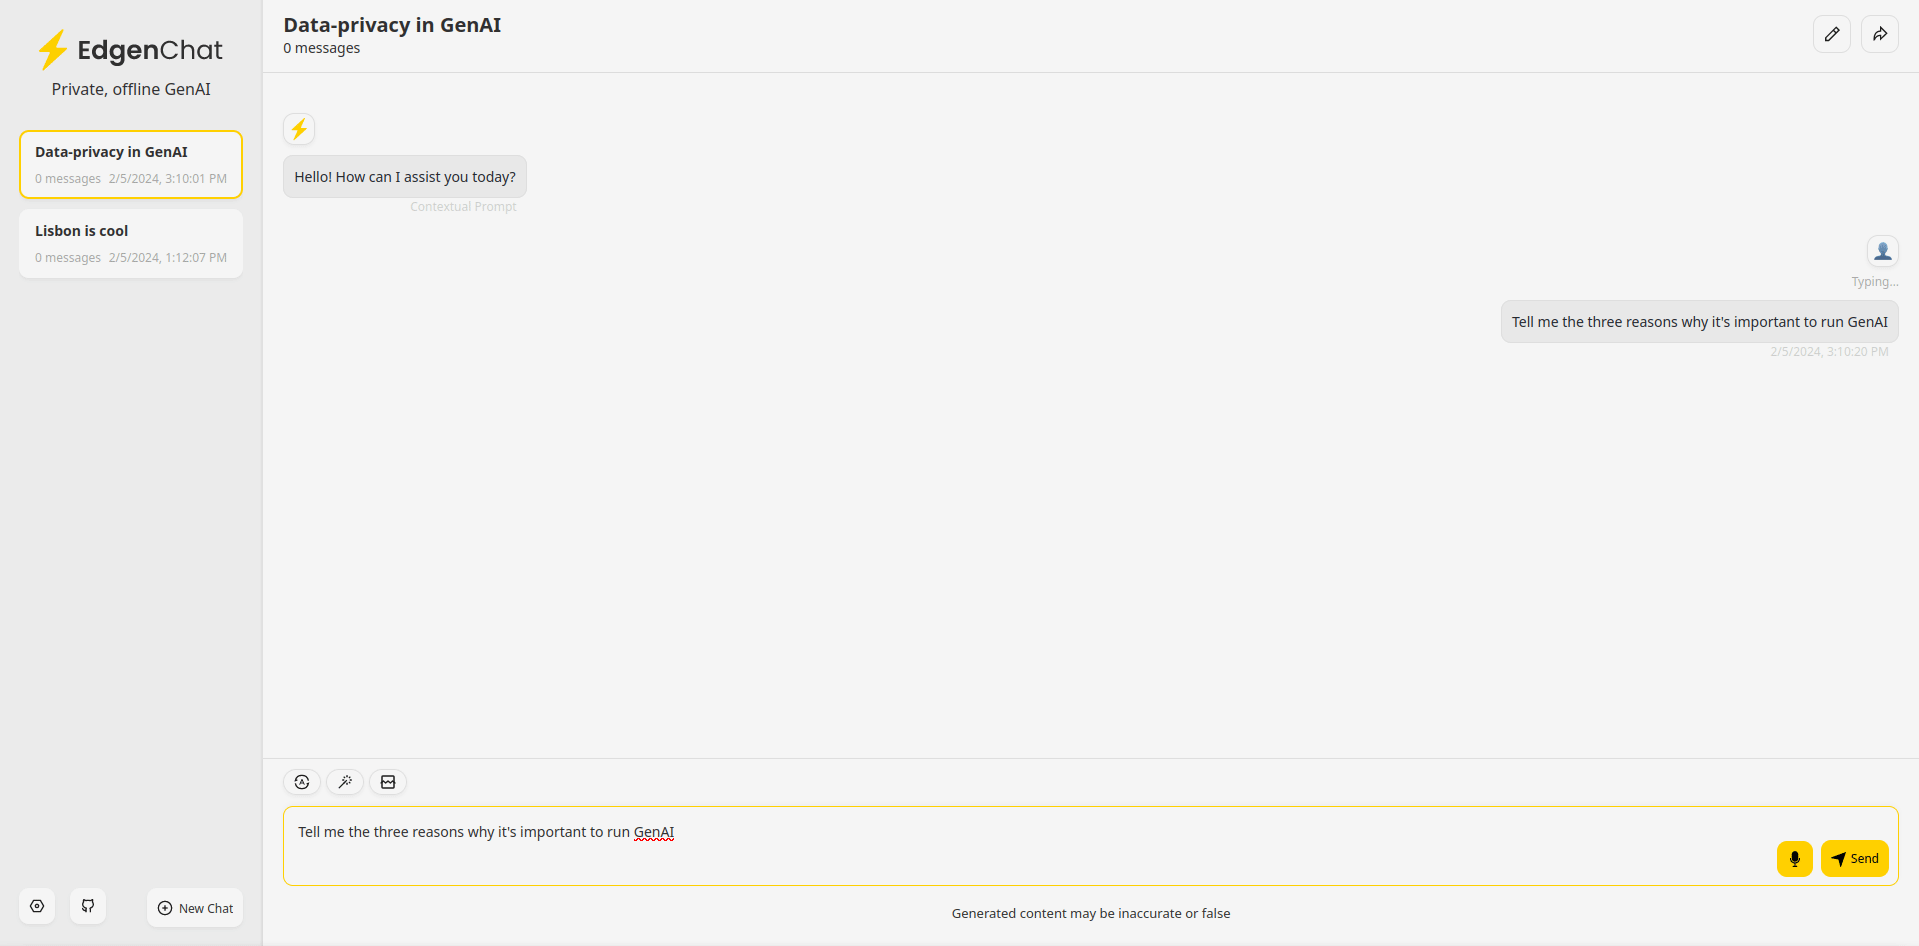 EdgenChat
Private, offline GenAI
Data-privacy in GenAI
0 messages 2/5/2024, 3:10:01 PM
Lisbon is cool
0 messages 2/5/2024, 1:12:07 PM
New Chat
Data-privacy in GenAI
0 messages
Hello! How can I assist you today?
Contextual Prompt
Typing...
Tell me the three reasons why it's important to run GenAI
2/5/2024, 3:10:20 PM
Tell me the three reasons why it's important to run GenAI
Send
Generated content may be inaccurate or false